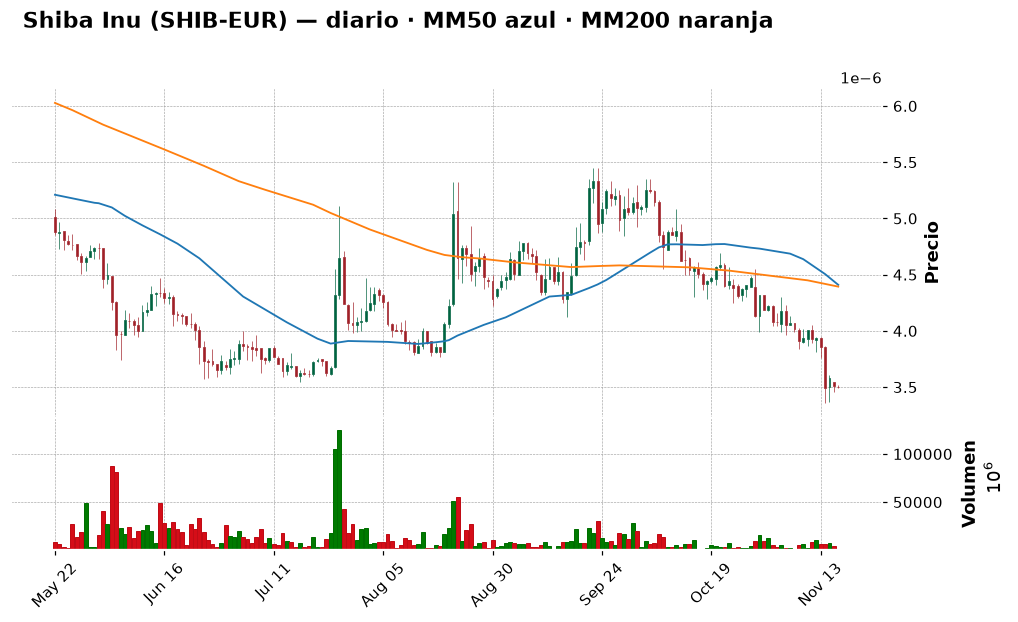 Shiba Inu (SHIB-EUR) — diario · MM50 azul · MM200 naranja
1e−6
6.0
5.5
5.0
4.5
4.0
3.5
Precio
100000
50000
Volumen
10^6
May 22
Jun 16
Jul 11
Aug 05
Aug 30
Sep 24
Oct 19
Nov 13